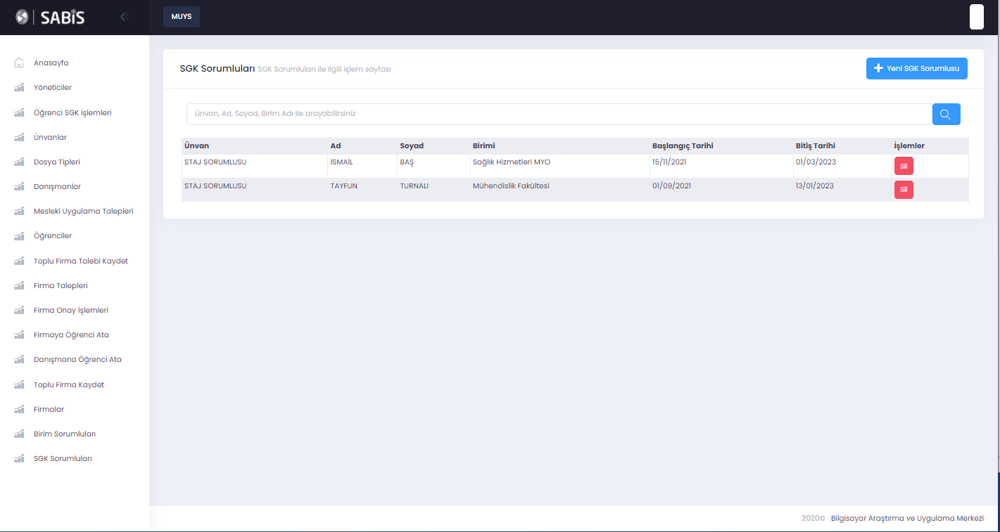 SABİS
MUYS
Anasayfa
Yöneticiler
Öğrenci SGK işlemleri
Ünvanlar
Dosya Tipleri
Danışmanlar
Mesleki Uygulama Talepleri
Öğrenciler
Toplu Firma Talebi Kaydet
Firma Talepleri
Firma Onay İşlemleri
Firmaya Öğrenci Ata
Danışmana Öğrenci Ata
Toplu Firma Kaydet
Firmalar
Birim Sorumluları
SGK Sorumluları
SGK Sorumluları SGK Sorumluları ile ilgili işlem sayfası
Yeni SGK Sorumlusu
Ünvan, Ad, Soyad, Birim Adı ile arayabilirsiniz
Ünvan Ad Soyad Birimi Başlangıç Tarihi Bitiş Tarihi İşlemler
STAJ SORUMLUSU İSMAİL BAŞ Sağlık Hizmetleri MYO 15/11/2021 01/03/2023 Sil
STAJ SORUMLUSU TAYFUN TURNALI Mühendislik Fakültesi 01/09/2021 13/01/2023 Sil
2020© Bilgisayar Araştırma ve Uygulama Merkezi